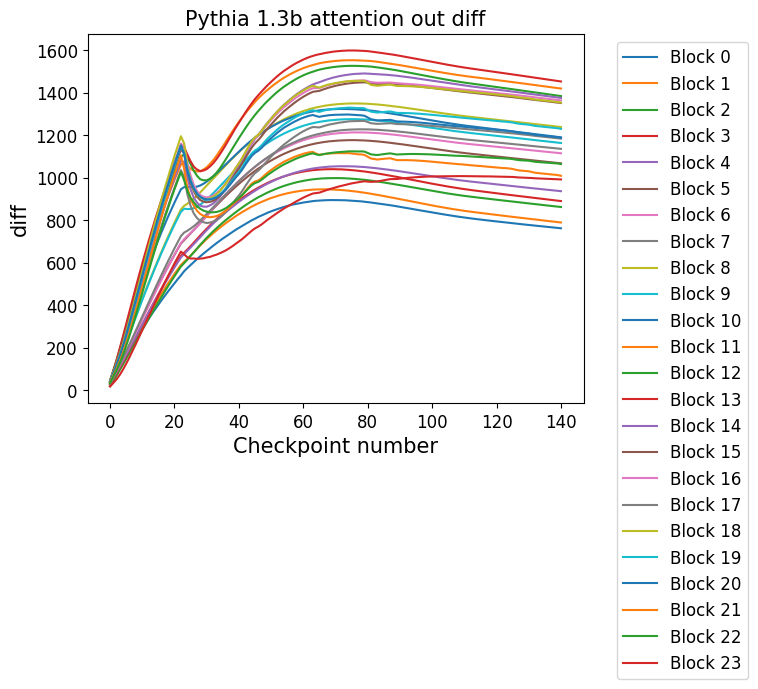 Pythia 1.3b attention out diff
diff
1600
1400
1200
1000
800
600
400
200
0
0 20 40 60 80 100 120 140
Checkpoint number
Block 0
Block 1
Block 2
Block 3
Block 4
Block 5
Block 6
Block 7
Block 8
Block 9
Block 10
Block 11
Block 12
Block 13
Block 14
Block 15
Block 16
Block 17
Block 18
Block 19
Block 20
Block 21
Block 22
Block 23